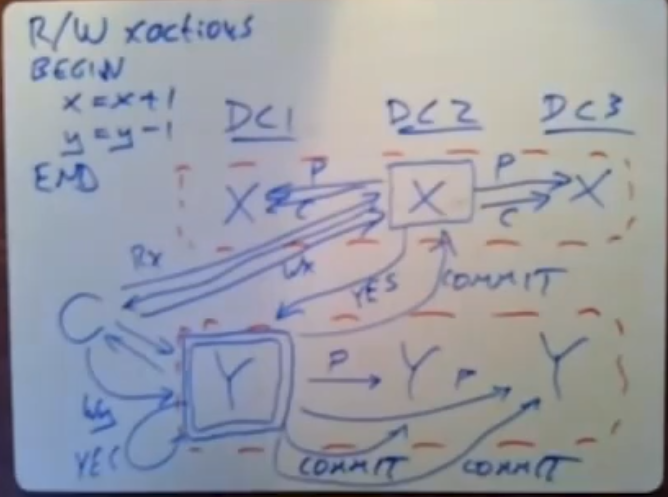 R/W xactions
BEGIN
x = x+1
y = y-1
END
DC1 DC2 DC3
P P
X X X
C C
Rx
Wx
YES COMMIT
C
Y P Y P Y
Wy
YES
COMMIT COMMIT